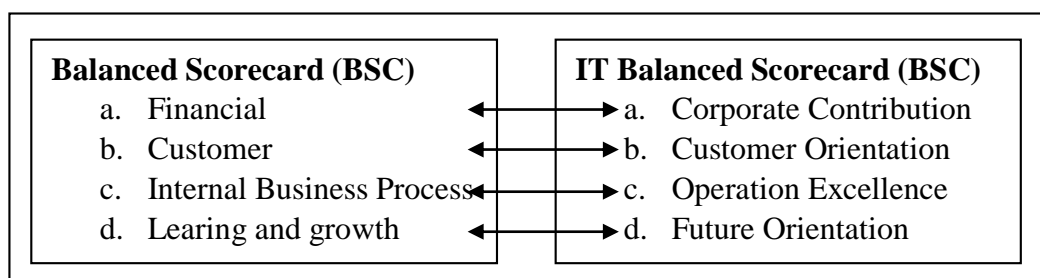 Balanced Scorecard (BSC)
a. Financial
b. Customer
c. Internal Business Process
d. Learing and growth
IT Balanced Scorecard (BSC)
a. Corporate Contribution
b. Customer Orientation
c. Operation Excellence
d. Future Orientation